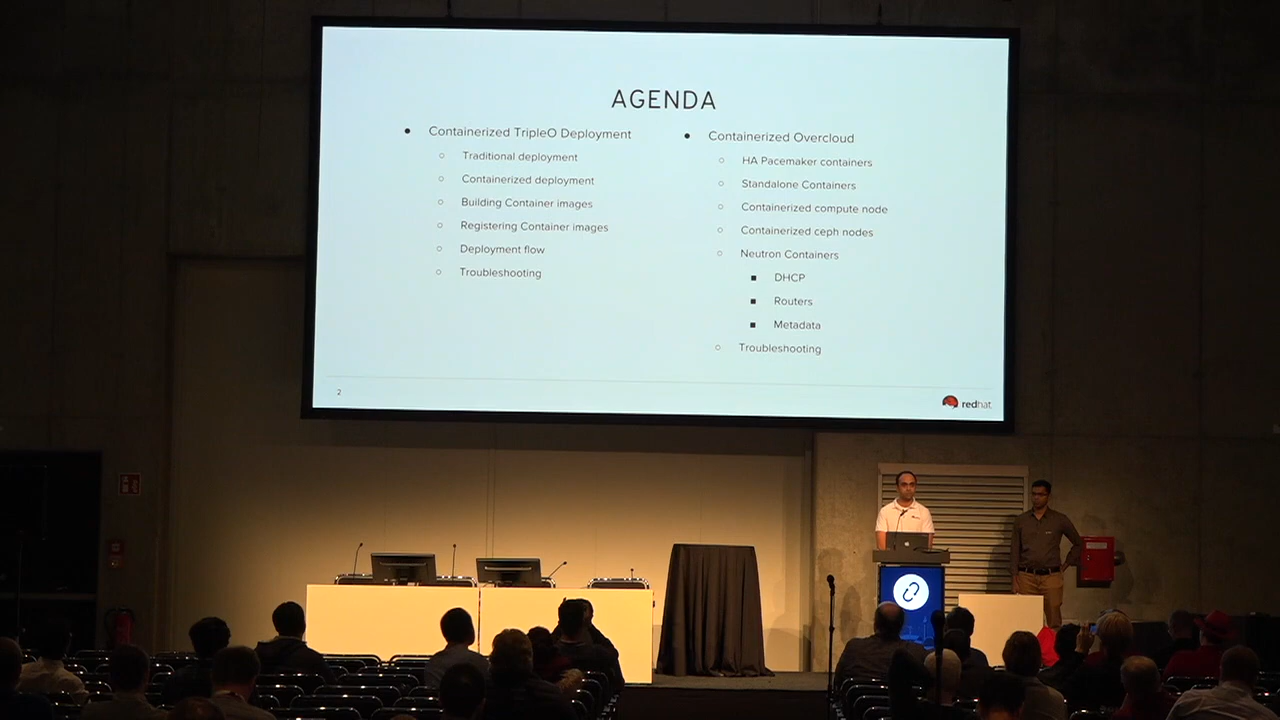 AGENDA
● Containerized TripleO Deployment
○ Traditional deployment
○ Containerized deployment
○ Building Container images
○ Registering Container images
○ Deployment flow
○ Troubleshooting
● Containerized Overcloud
○ HA Pacemaker containers
○ Standalone Containers
○ Containerized compute node
○ Containerized ceph nodes
○ Neutron Containers
■ DHCP
■ Routers
■ Metadata
○ Troubleshooting
2
redhat